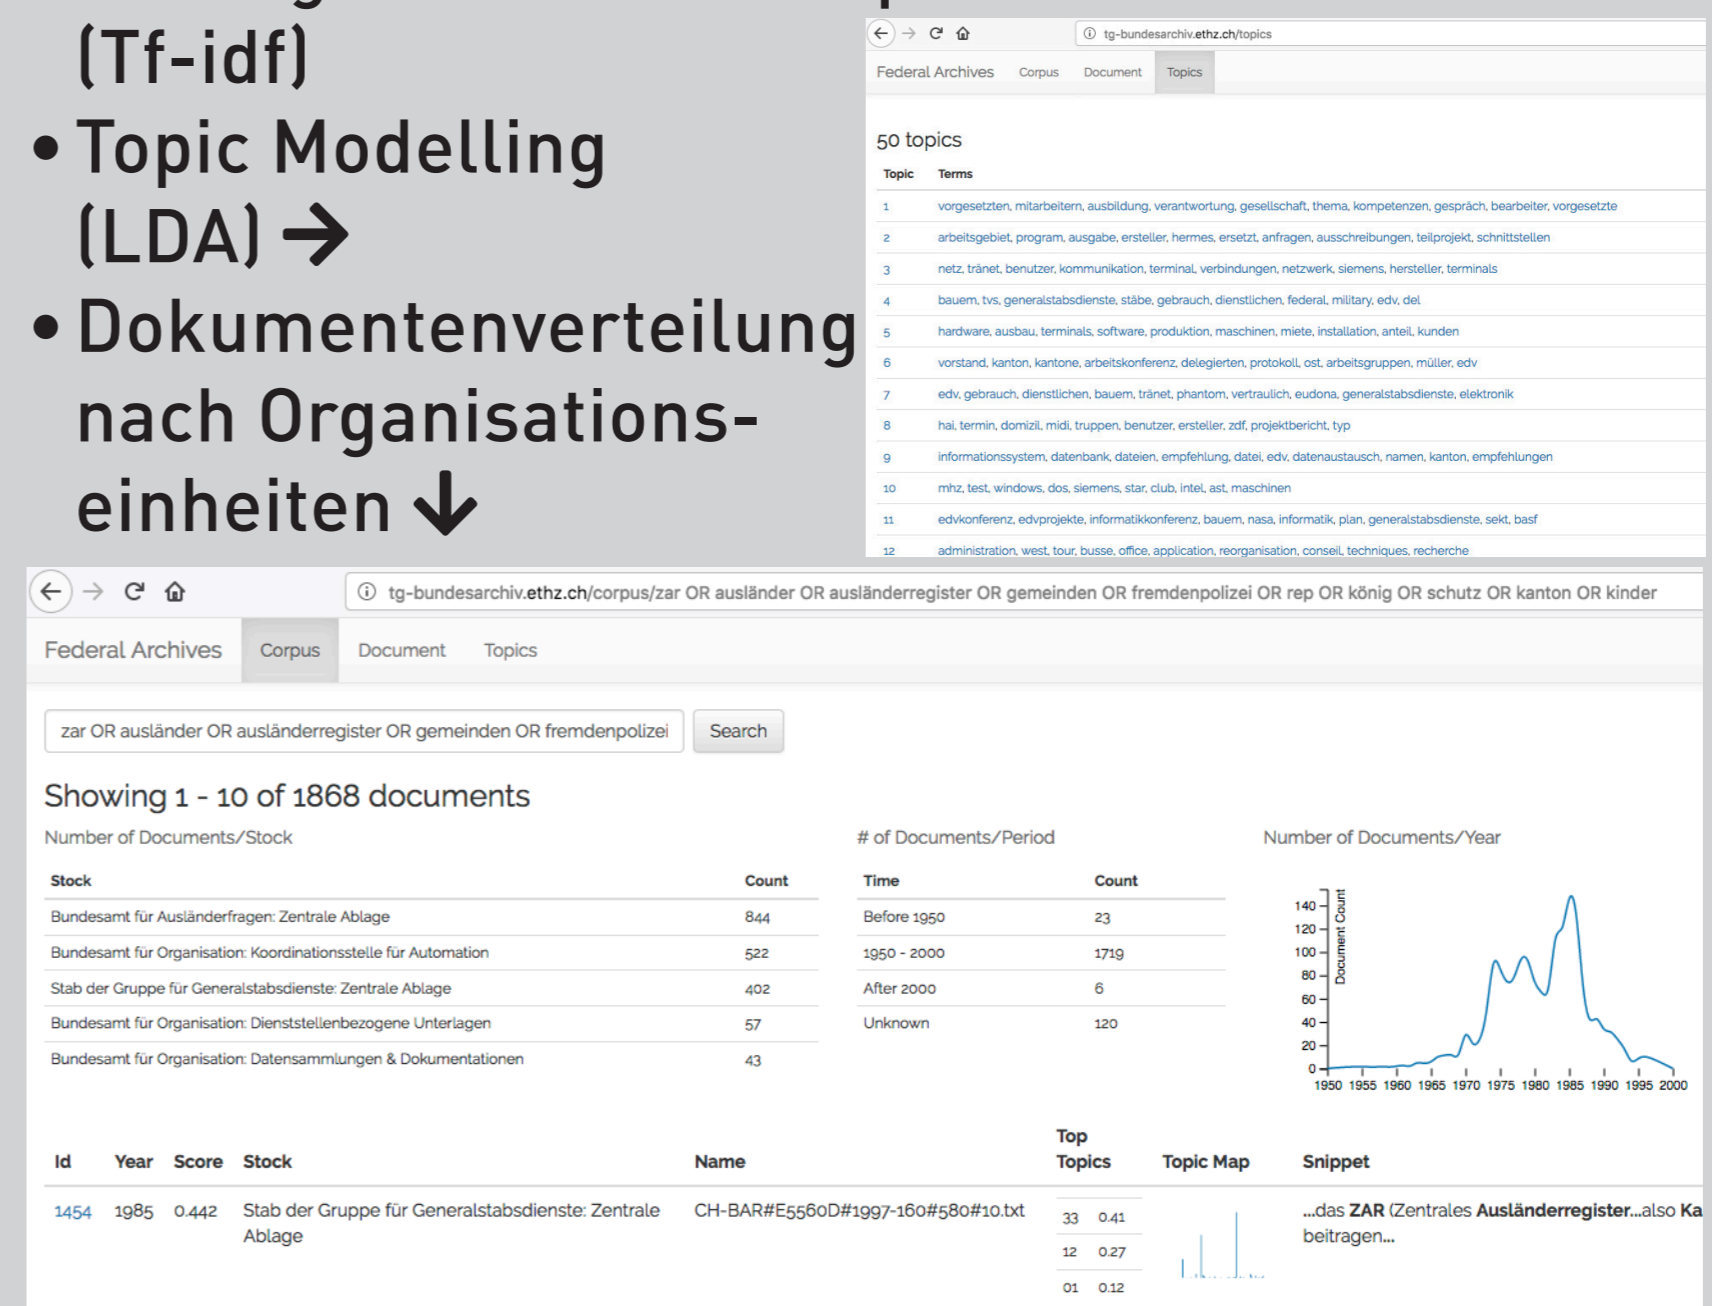 (Tf-idf)
• Topic Modelling
(LDA) →
• Dokumentenverteilung
nach Organisations-
einheiten ↓
tg-bundesarchiv.ethz.ch/topics
Federal Archives Corpus Document Topics
50 topics
Topic Terms
1 vorgesetzten, mitarbeitern, ausbildung, verantwortung, gesellschaft, thema, kompetenzen, gespräch, bearbeiter, vorgesetzte
2 arbeitsgebiet, program, ausgabe, ersteller, hermes, ersetzt, anfragen, ausschreibungen, teilprojekt, schnittstellen
3 netz, tränet, benutzer, kommunikation, terminal, verbindungen, netzwerk, siemens, hersteller, terminals
4 bauem, tvs, generalstabsdienste, stäbe, gebrauch, dienstlichen, federal, military, edv, del
5 hardware, ausbau, terminals, software, produktion, maschinen, miete, installation, anteil, kunden
6 vorstand, kanton, kantone, arbeitskonferenz, delegierten, protokoll, ost, arbeitsgruppen, müller, edv
7 edv, gebrauch, dienstlichen, bauem, tränet, phantom, vertraulich, eudona, generalstabsdienste, elektronik
8 hai, termin, domizil, midi, truppen, benutzer, ersteller, zdf, projektbericht, typ
9 informationssystem, datenbank, dateien, empfehlung, datei, edv, datenaustausch, namen, kanton, empfehlungen
10 mhz, test, windows, dos, siemens, star, club, intel, ast, maschinen
11 edvkonferenz, edvprojekte, informatikkonferenz, bauem, nasa, informatik, plan, generalstabsdienste, sekt, basf
12 administration, west, tour, busse, office, application, reorganisation, conseil, techniques, recherche
tg-bundesarchiv.ethz.ch/corpus/zar OR ausländer OR ausländerregister OR gemeinden OR fremdenpolizei OR rep OR könig OR schutz OR kanton OR kinder
Federal Archives Corpus Document Topics
zar OR ausländer OR ausländerregister OR gemeinden OR fremdenpolizei Search
Showing 1 - 10 of 1868 documents
Number of Documents/Stock
Stock Count
Bundesamt für Ausländerfragen: Zentrale Ablage 844
Bundesamt für Organisation: Koordinationsstelle für Automation 522
Stab der Gruppe für Generalstabsdienste: Zentrale Ablage 402
Bundesamt für Organisation: Dienststellenbezogene Unterlagen 57
Bundesamt für Organisation: Datensammlungen & Dokumentationen 43
# of Documents/Period
Time Count
Before 1950 23
1950 - 2000 1719
After 2000 6
Unknown 120
Number of Documents/Year
Document Count
140
120
100
80
60
40
20
0
1950 1955 1960 1965 1970 1975 1980 1985 1990 1995 2000
Id Year Score Stock Name Top Topics Topic Map Snippet
1454 1985 0.442 Stab der Gruppe für Generalstabsdienste: Zentrale Ablage CH-BAR#E5560D#1997-160#580#10.txt
33 0.41
12 0.27
01 0.12
...das ZAR (Zentrales Ausländerregister...also Ka
beitragen...